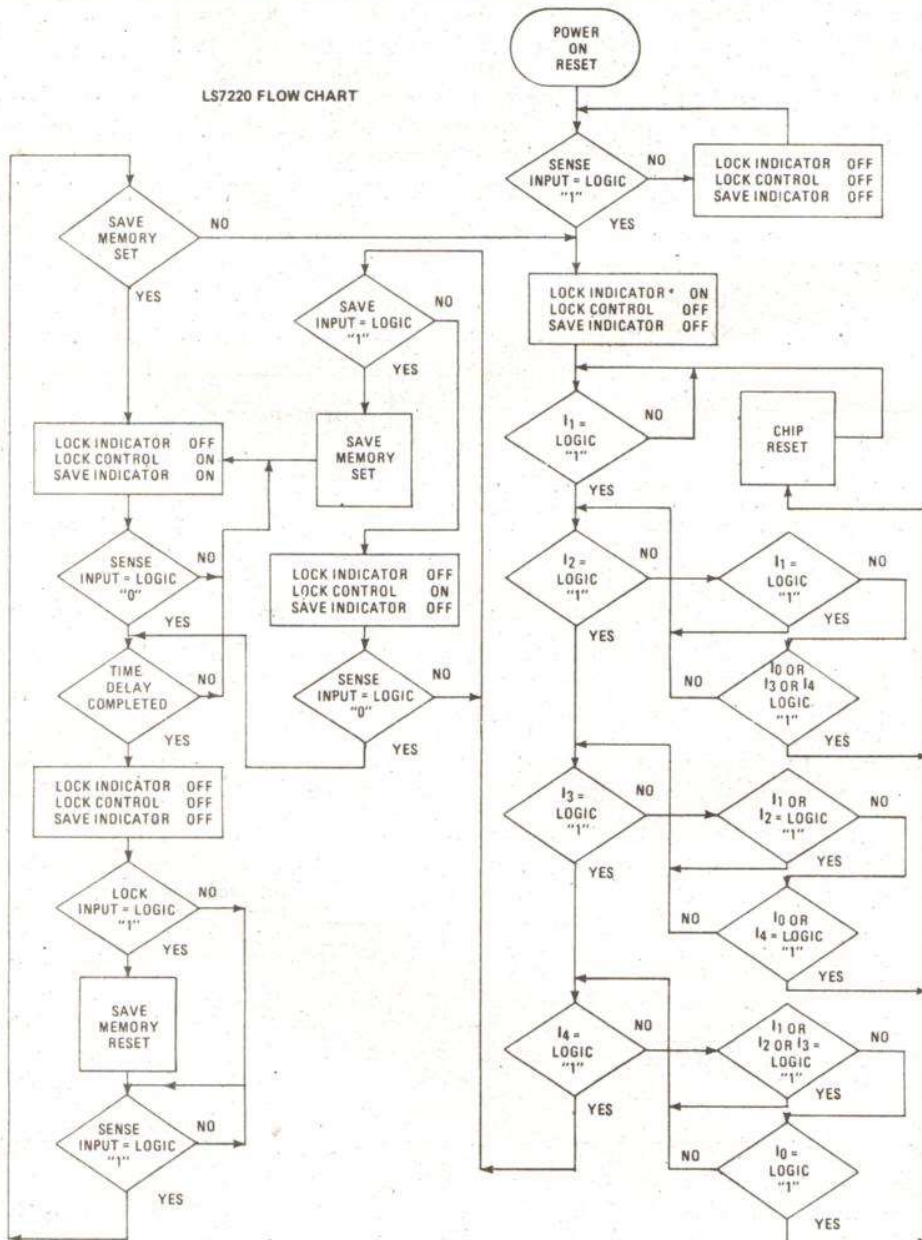 POWER
ON
RESET
LS7220 FLOW CHART
SENSE
INPUT = LOGIC
"1"
NO
YES
LOCK INDICATOR OFF
LOCK CONTROL OFF
SAVE INDICATOR OFF
SAVE
MEMORY
SET
NO
YES
LOCK INDICATOR* ON
LOCK CONTROL OFF
SAVE INDICATOR OFF
SAVE
INPUT = LOGIC
"1"
NO
YES
SAVE
MEMORY
SET
LOCK INDICATOR OFF
LOCK CONTROL ON
SAVE INDICATOR ON
SENSE
INPUT = LOGIC
"0"
NO
YES
LOCK INDICATOR OFF
LOCK CONTROL ON
SAVE INDICATOR OFF
SENSE
INPUT = LOGIC
"0"
NO
YES
TIME
DELAY
COMPLETED
NO
YES
LOCK INDICATOR OFF
LOCK CONTROL OFF
SAVE INDICATOR OFF
LOCK
INPUT = LOGIC
"1"
NO
YES
SAVE
MEMORY
RESET
SENSE
INPUT = LOGIC
"1"
NO
YES
I1 =
LOGIC
"1"
NO
YES
CHIP
RESET
I2 =
LOGIC
"1"
NO
YES
I1 =
LOGIC
"1"
NO
YES
I0 OR
I3 OR I4
LOGIC
"1"
NO
YES
I3 =
LOGIC
"1"
NO
YES
I1 OR
I2 = LOGIC
"1"
NO
YES
I0 OR
I4 = LOGIC
"1"
NO
YES
I4 =
LOGIC
"1"
NO
YES
I1 OR
I2 OR I3 =
LOGIC
"1"
NO
YES
I0 =
LOGIC
"1"
NO
YES